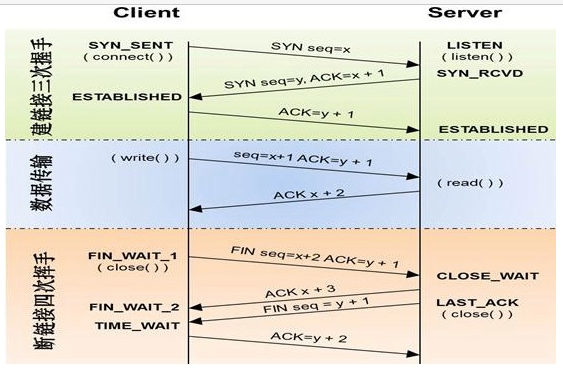 Client
Server
建链接三次握手
SYN_SENT
( connect( ) )
SYN seq=x
LISTEN
( listen( ) )
SYN seq=y, ACK=x + 1
SYN_RCVD
ESTABLISHED
ACK=y + 1
ESTABLISHED
数据传输
( write( ) )
seq=x+1 ACK=y + 1
( read( ) )
ACK x + 2
断链接四次挥手
FIN_WAIT_1
( close( ) )
FIN seq=x+2 ACK=y + 1
CLOSE_WAIT
ACK x + 3
FIN_WAIT_2
FIN seq = y + 1
LAST_ACK
( close( ) )
TIME_WAIT
ACK=y + 2